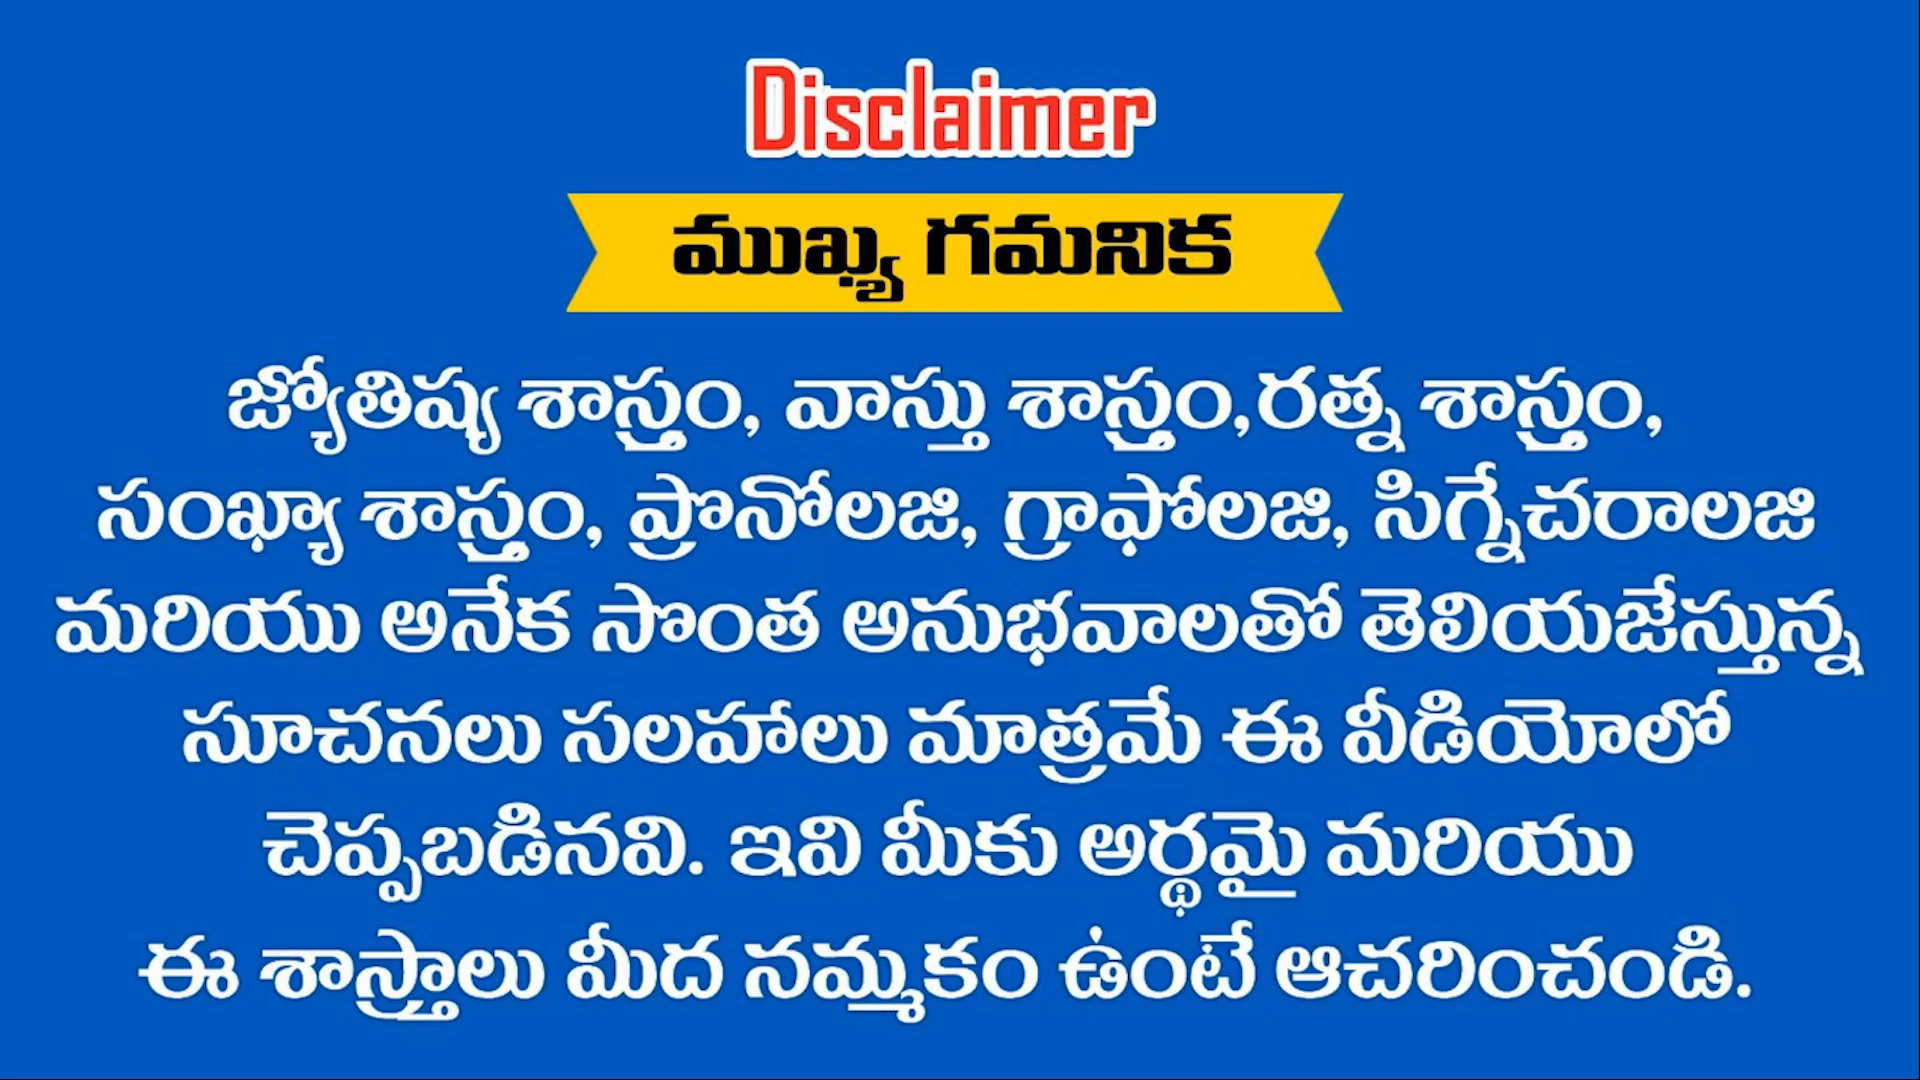 Disclaimer
ముఖ్య గమనిక
జ్యోతిష్య శాస్త్రం, వాస్తు శాస్త్రం,రత్న శాస్త్రం,
సంఖ్యా శాస్త్రం, ప్రొనోలజి, గ్రాఫోలజి, సిగ్నేచరాలజి
మరియు అనేక సొంత అనుభవాలతో తెలియజేస్తున్న
సూచనలు సలహాలు మాత్రమే ఈ వీడియోలో
చెప్పబడినవి. ఇవి మీకు అర్థమై మరియు
ఈ శాస్త్రాలు మీద నమ్మకం ఉంటే ఆచరించండి.